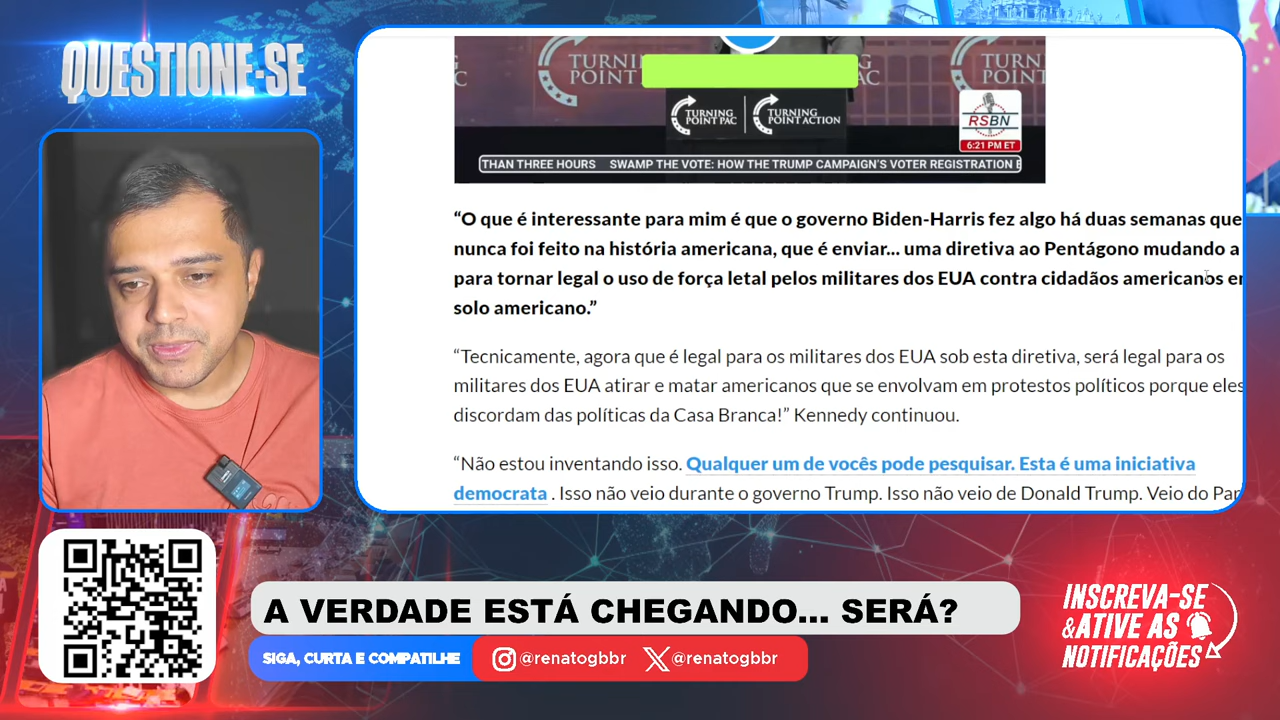 QUESTIONE-SE
TURNING
POINT PAC
TURNING
POINT ACTION
RSBN
6:21 PM ET
THAN THREE HOURS SWAMP THE VOTE: HOW THE TRUMP CAMPAIGN'S VOTER REGISTRATION
“O que é interessante para mim é que o governo Biden-Harris fez algo há duas semanas que
nunca foi feito na história americana, que é enviar... uma diretiva ao Pentágono mudando a
para tornar legal o uso de força letal pelos militares dos EUA contra cidadãos americanos
solo americano.”
“Tecnicamente, agora que é legal para os militares dos EUA sob esta diretiva, será legal para os
militares dos EUA atirar e matar americanos que se envolvam em protestos políticos porque eles
discordam das políticas da Casa Branca!” Kennedy continuou.
“Não estou inventando isso. Qualquer um de vocês pode pesquisar. Esta é uma iniciativa
democrata . Isso não veio durante o governo Trump. Isso não veio de Donald Trump. Veio do
A VERDADE ESTÁ CHEGANDO... SERÁ?
SIGA, CURTA E COMPATILHE
@renatogbbr
@renatogbbr
INSCREVA-SE
&ATIVE AS
NOTIFICAÇÕES